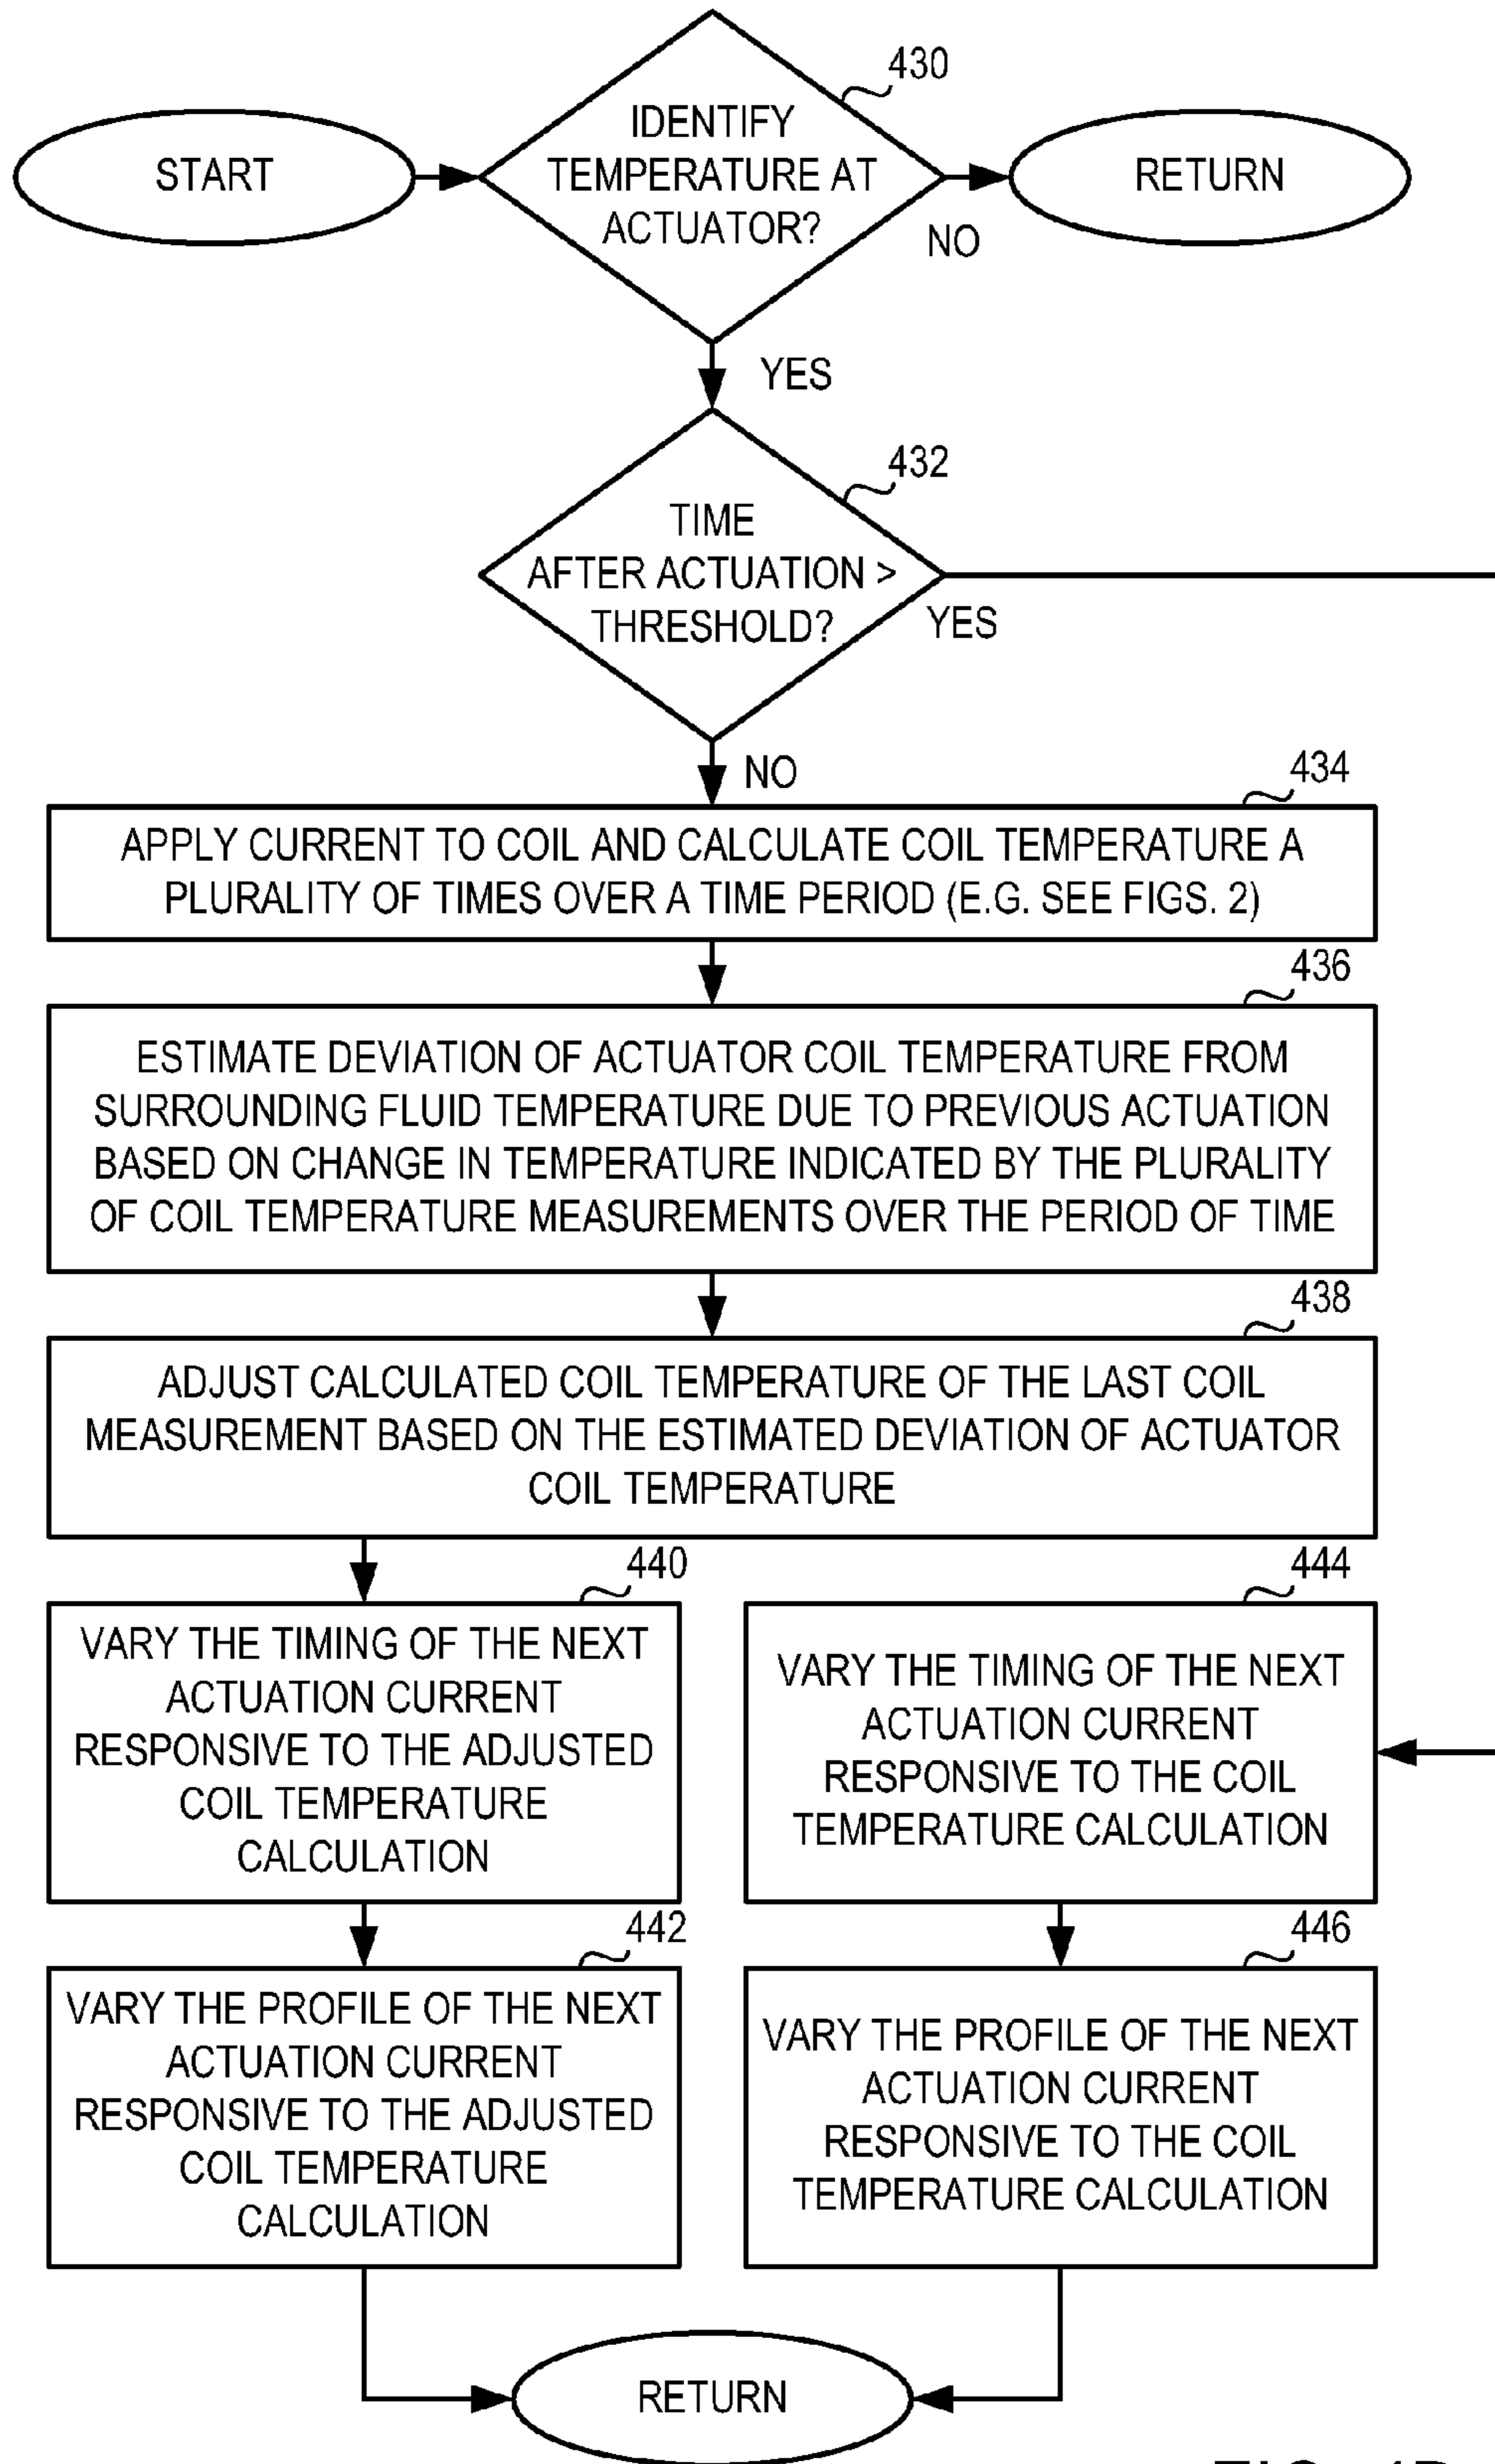 430
IDENTIFY
TEMPERATURE AT
ACTUATOR?
START
RETURN
NO
YES
432
TIME
AFTER ACTUATION >
THRESHOLD?
YES
NO
434
APPLY CURRENT TO COIL AND CALCULATE COIL TEMPERATURE A
PLURALITY OF TIMES OVER A TIME PERIOD (E.G. SEE FIGS. 2)
436
ESTIMATE DEVIATION OF ACTUATOR COIL TEMPERATURE FROM
SURROUNDING FLUID TEMPERATURE DUE TO PREVIOUS ACTUATION
BASED ON CHANGE IN TEMPERATURE INDICATED BY THE PLURALITY
OF COIL TEMPERATURE MEASUREMENTS OVER THE PERIOD OF TIME
438
ADJUST CALCULATED COIL TEMPERATURE OF THE LAST COIL
MEASUREMENT BASED ON THE ESTIMATED DEVIATION OF ACTUATOR
COIL TEMPERATURE
440
VARY THE TIMING OF THE NEXT
ACTUATION CURRENT
RESPONSIVE TO THE ADJUSTED
COIL TEMPERATURE
CALCULATION
444
VARY THE TIMING OF THE NEXT
ACTUATION CURRENT
RESPONSIVE TO THE COIL
TEMPERATURE CALCULATION
442
VARY THE PROFILE OF THE NEXT
ACTUATION CURRENT
RESPONSIVE TO THE ADJUSTED
COIL TEMPERATURE
CALCULATION
446
VARY THE PROFILE OF THE NEXT
ACTUATION CURRENT
RESPONSIVE TO THE COIL
TEMPERATURE CALCULATION
RETURN